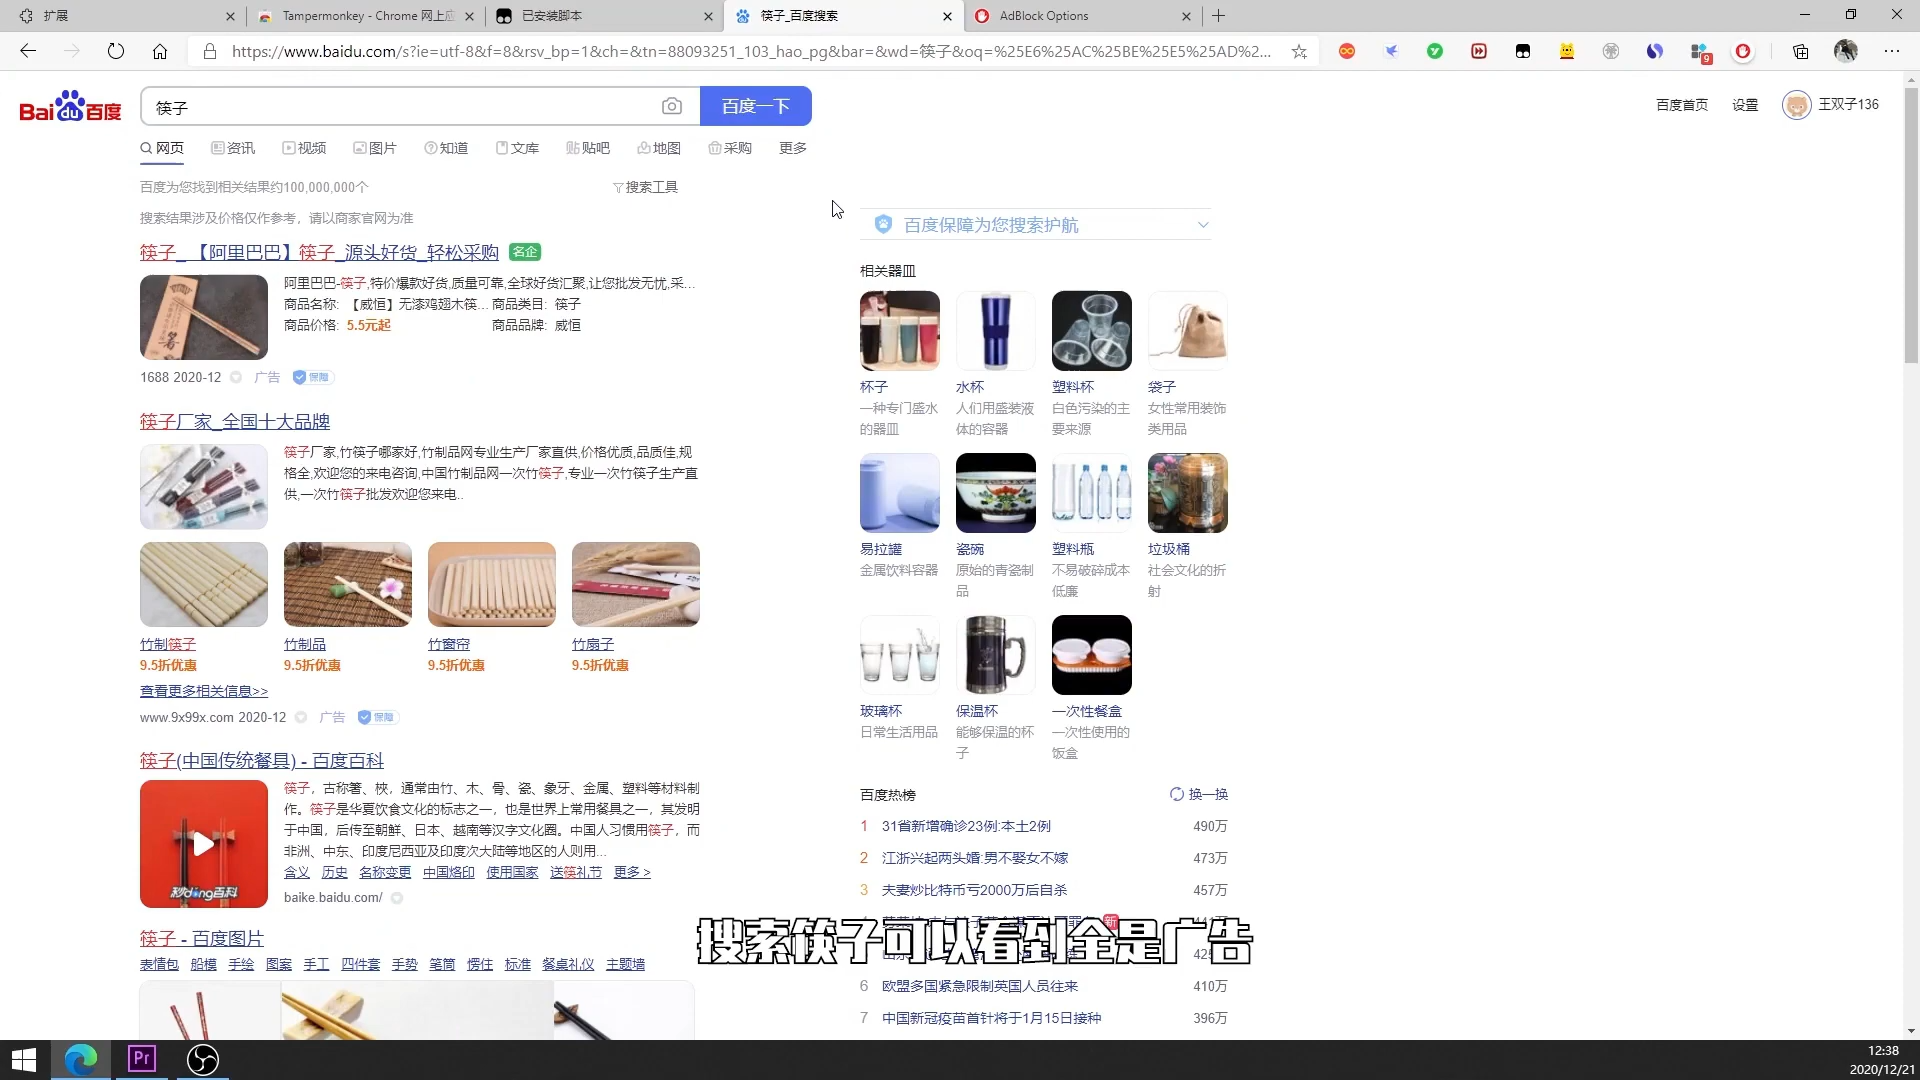 扩展
Tampermonkey - Chrome 网上应
已安装脚本
筷子_百度搜索
AdBlock Options
https://www.baidu.com/s?ie=utf-8&f=8&rsv_bp=1&ch=&tn=88093251_103_hao_pg&bar=&wd=筷子&oq=%25E6%25AC%25BE%25E5%25AD%2...
9
Bai du 百度
筷子
百度一下
百度首页
设置
王双子136
网页
资讯
视频
图片
知道
文库
贴吧
地图
采购
更多
百度为您找到相关结果约100,000,000个
搜索工具
搜索结果涉及价格仅作参考，请以商家官网为准
筷子_【阿里巴巴】筷子_源头好货_轻松采购 名企
阿里巴巴-筷子,特价爆款好货,质量可靠,全球好货汇聚,让您批发无忧,采...
商品名称: 【威恒】无漆鸡翅木筷... 商品类目: 筷子
商品价格: 5.5元起 商品品牌: 威恒
1688 2020-12 广告 保障
筷子厂家_全国十大品牌
筷子厂家,竹筷子哪家好,竹制品网专业生产厂家直供,价格优质,品质佳,规
格全,欢迎您的来电咨询,中国竹制品网一次竹筷子,专业一次竹筷子生产直
供,一次竹筷子批发欢迎您来电..
竹制筷子
竹制品
竹窗帘
竹扇子
9.5折优惠
9.5折优惠
9.5折优惠
9.5折优惠
查看更多相关信息>>
www.9x99x.com 2020-12 广告 保障
筷子(中国传统餐具) - 百度百科
筷子，古称箸、梜，通常由竹、木、骨、瓷、象牙、金属、塑料等材料制
作。筷子是华夏饮食文化的标志之一，也是世界上常用餐具之一，其发明
于中国，后传至朝鲜、日本、越南等汉字文化圈。中国人习惯用筷子，而
非洲、中东、印度尼西亚及印度次大陆等地区的人则用...
秒dǒng百科
含义 历史 名称变更 中国烙印 使用国家 送筷礼节 更多 >
baike.baidu.com/
筷子 - 百度图片
表情包 船模 手绘 图案 手工 四件套 手势 笔筒 愣住 标准 餐桌礼仪 主题墙
百度保障为您搜索护航
相关器皿
杯子
水杯
塑料杯
袋子
一种专门盛水
的器皿
人们用盛装液
体的容器
白色污染的主
要来源
女性常用装饰
类用品
易拉罐
瓷碗
塑料瓶
垃圾桶
金属饮料容器
原始的青瓷制
品
不易破碎成本
低廉
社会文化的折
射
玻璃杯
保温杯
一次性餐盒
日常生活用品
能够保温的杯
子
一次性使用的
饭盒
百度热榜
换一换
1 31省新增确诊23例:本土2例 490万
2 江浙兴起两头婚:男不娶女不嫁 473万
3 夫妻炒比特币亏2000万后自杀 457万
新
搜索筷子可以看到全是广告
6 欧盟多国紧急限制英国人员往来 410万
7 中国新冠疫苗首针将于1月15日接种 396万
Pr
12:38
2020/12/21